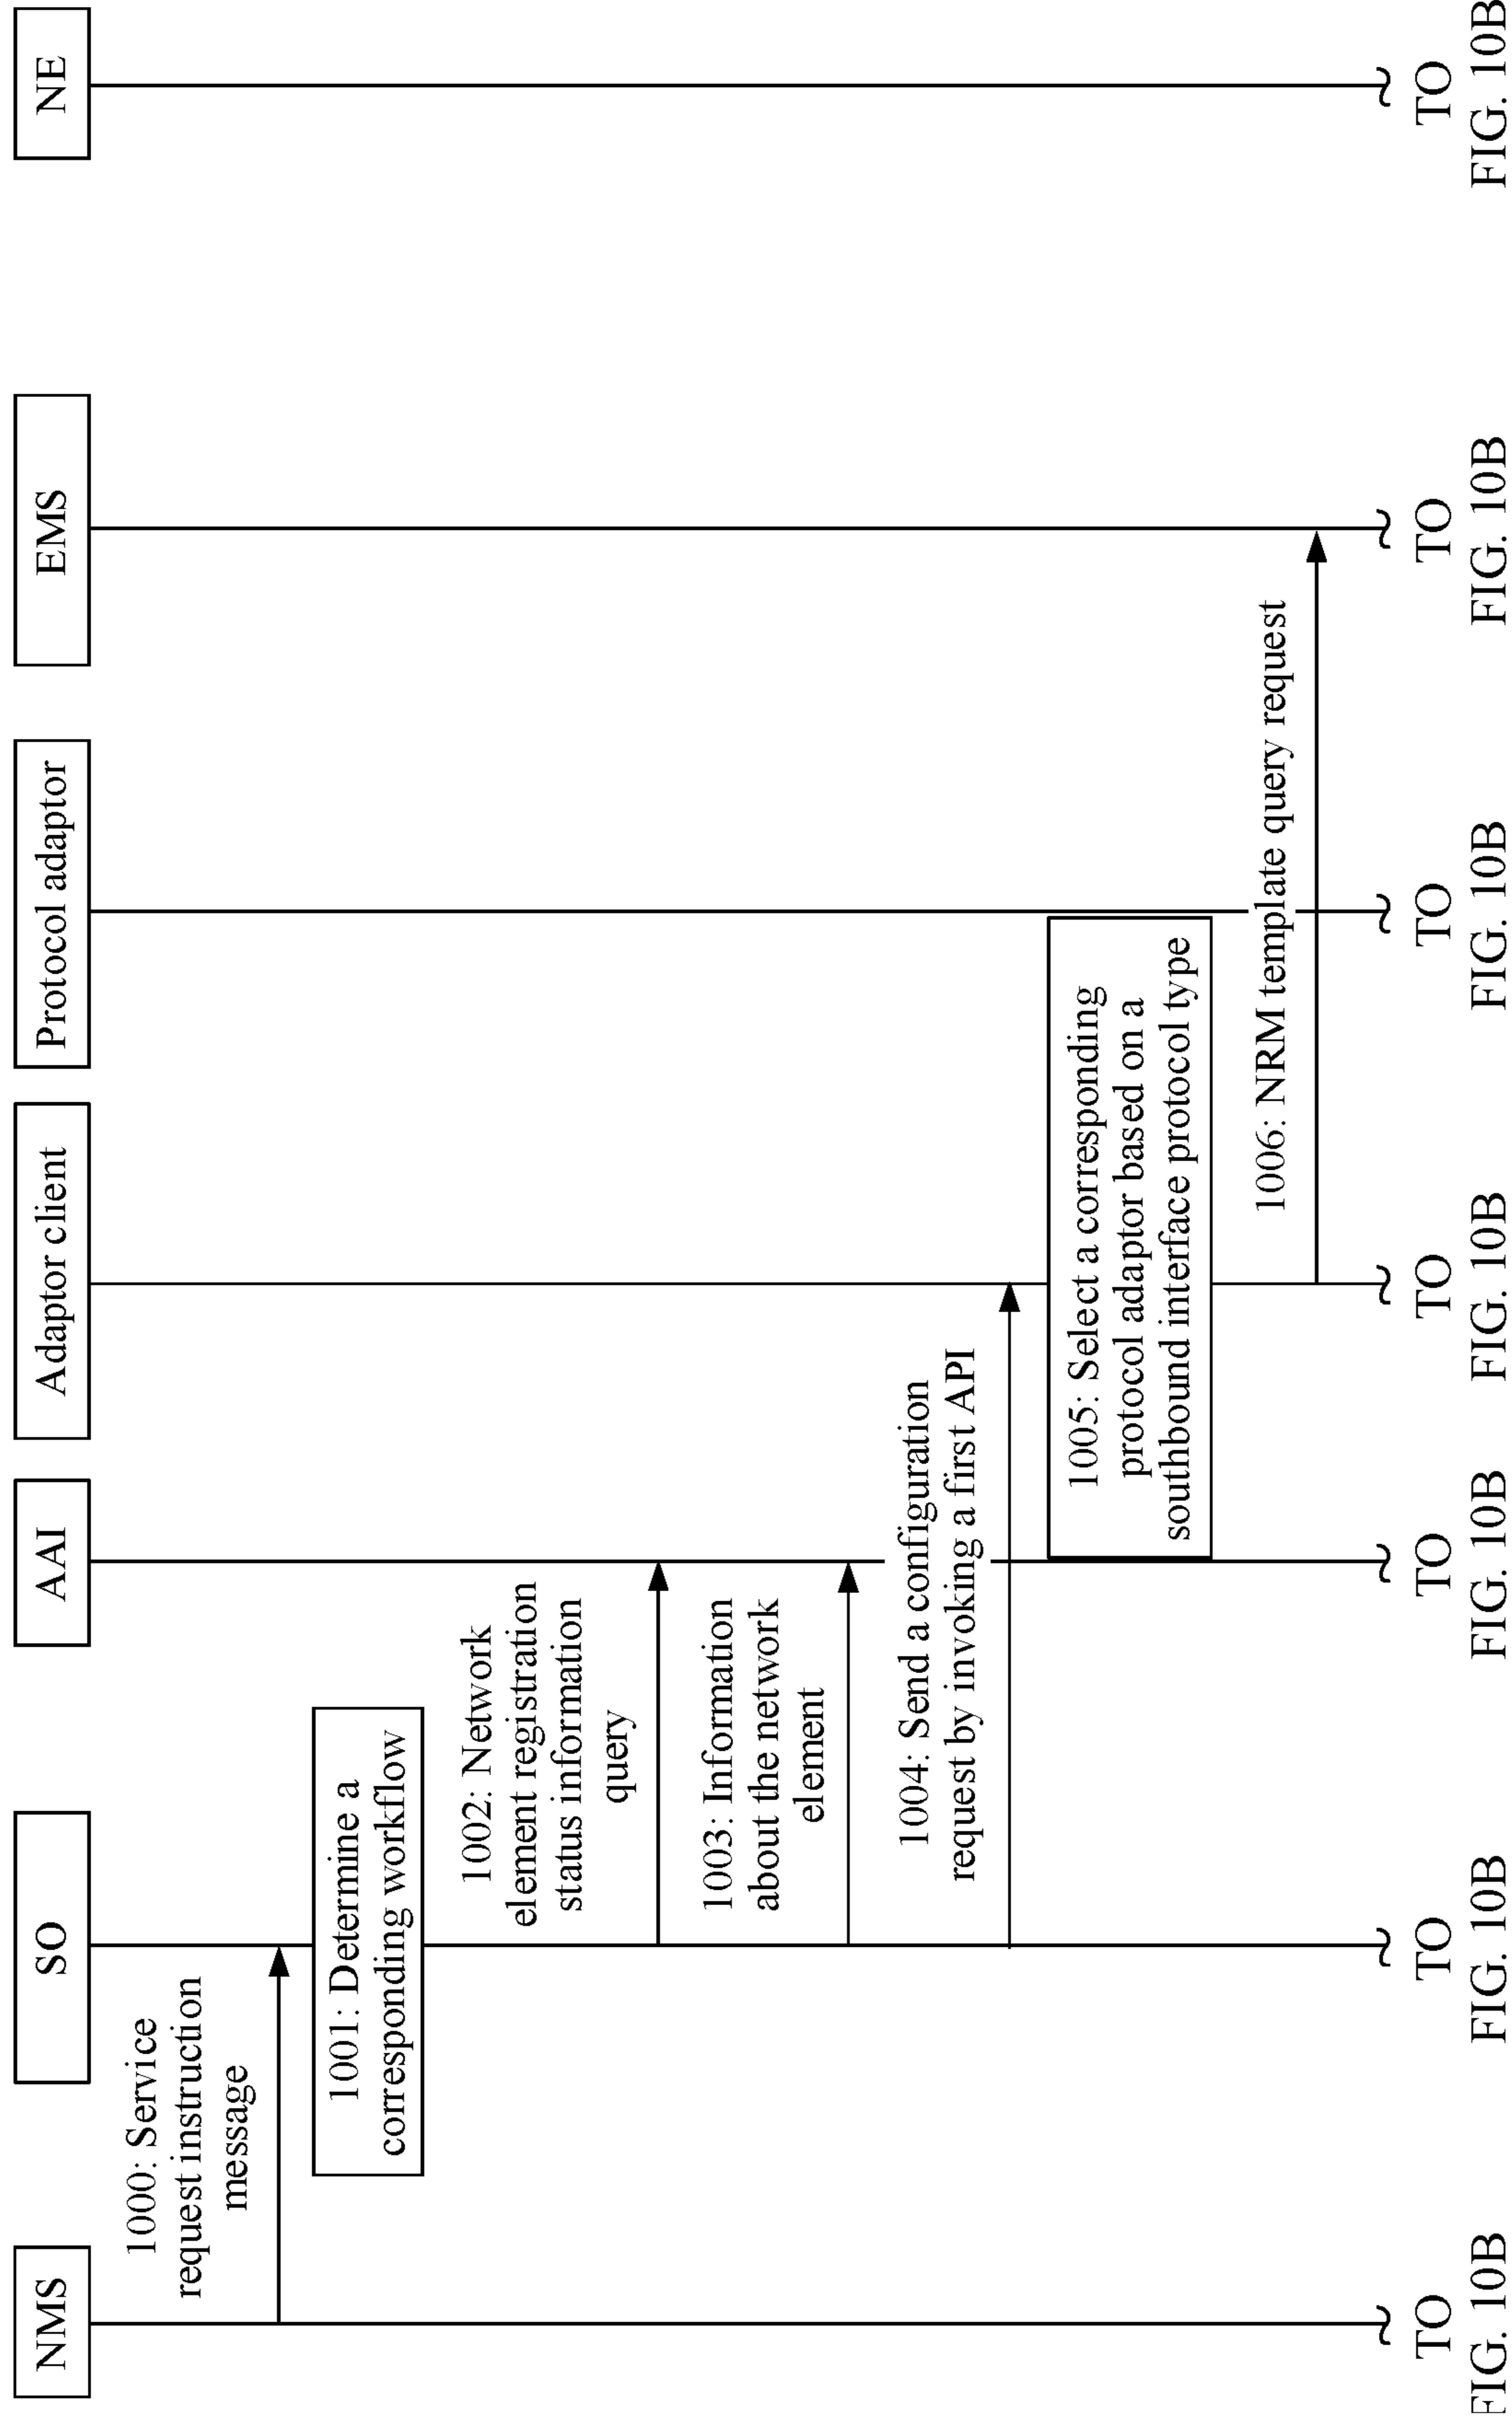 NMS
SO
AAI
Adaptor client
Protocol adaptor
EMS
NE
1000: Service
request instruction
message
1001: Determine a
corresponding workflow
1002: Network
element registration
status information
query
1003: Information
about the network
element
1004: Send a configuration
request by invoking a first API
1005: Select a corresponding
protocol adaptor based on a
southbound interface protocol type
1006: NRM template query request
TO
FIG. 10B
TO
FIG. 10B
TO
FIG. 10B
TO
FIG. 10B
TO
FIG. 10B
TO
FIG. 10B
TO
FIG. 10B